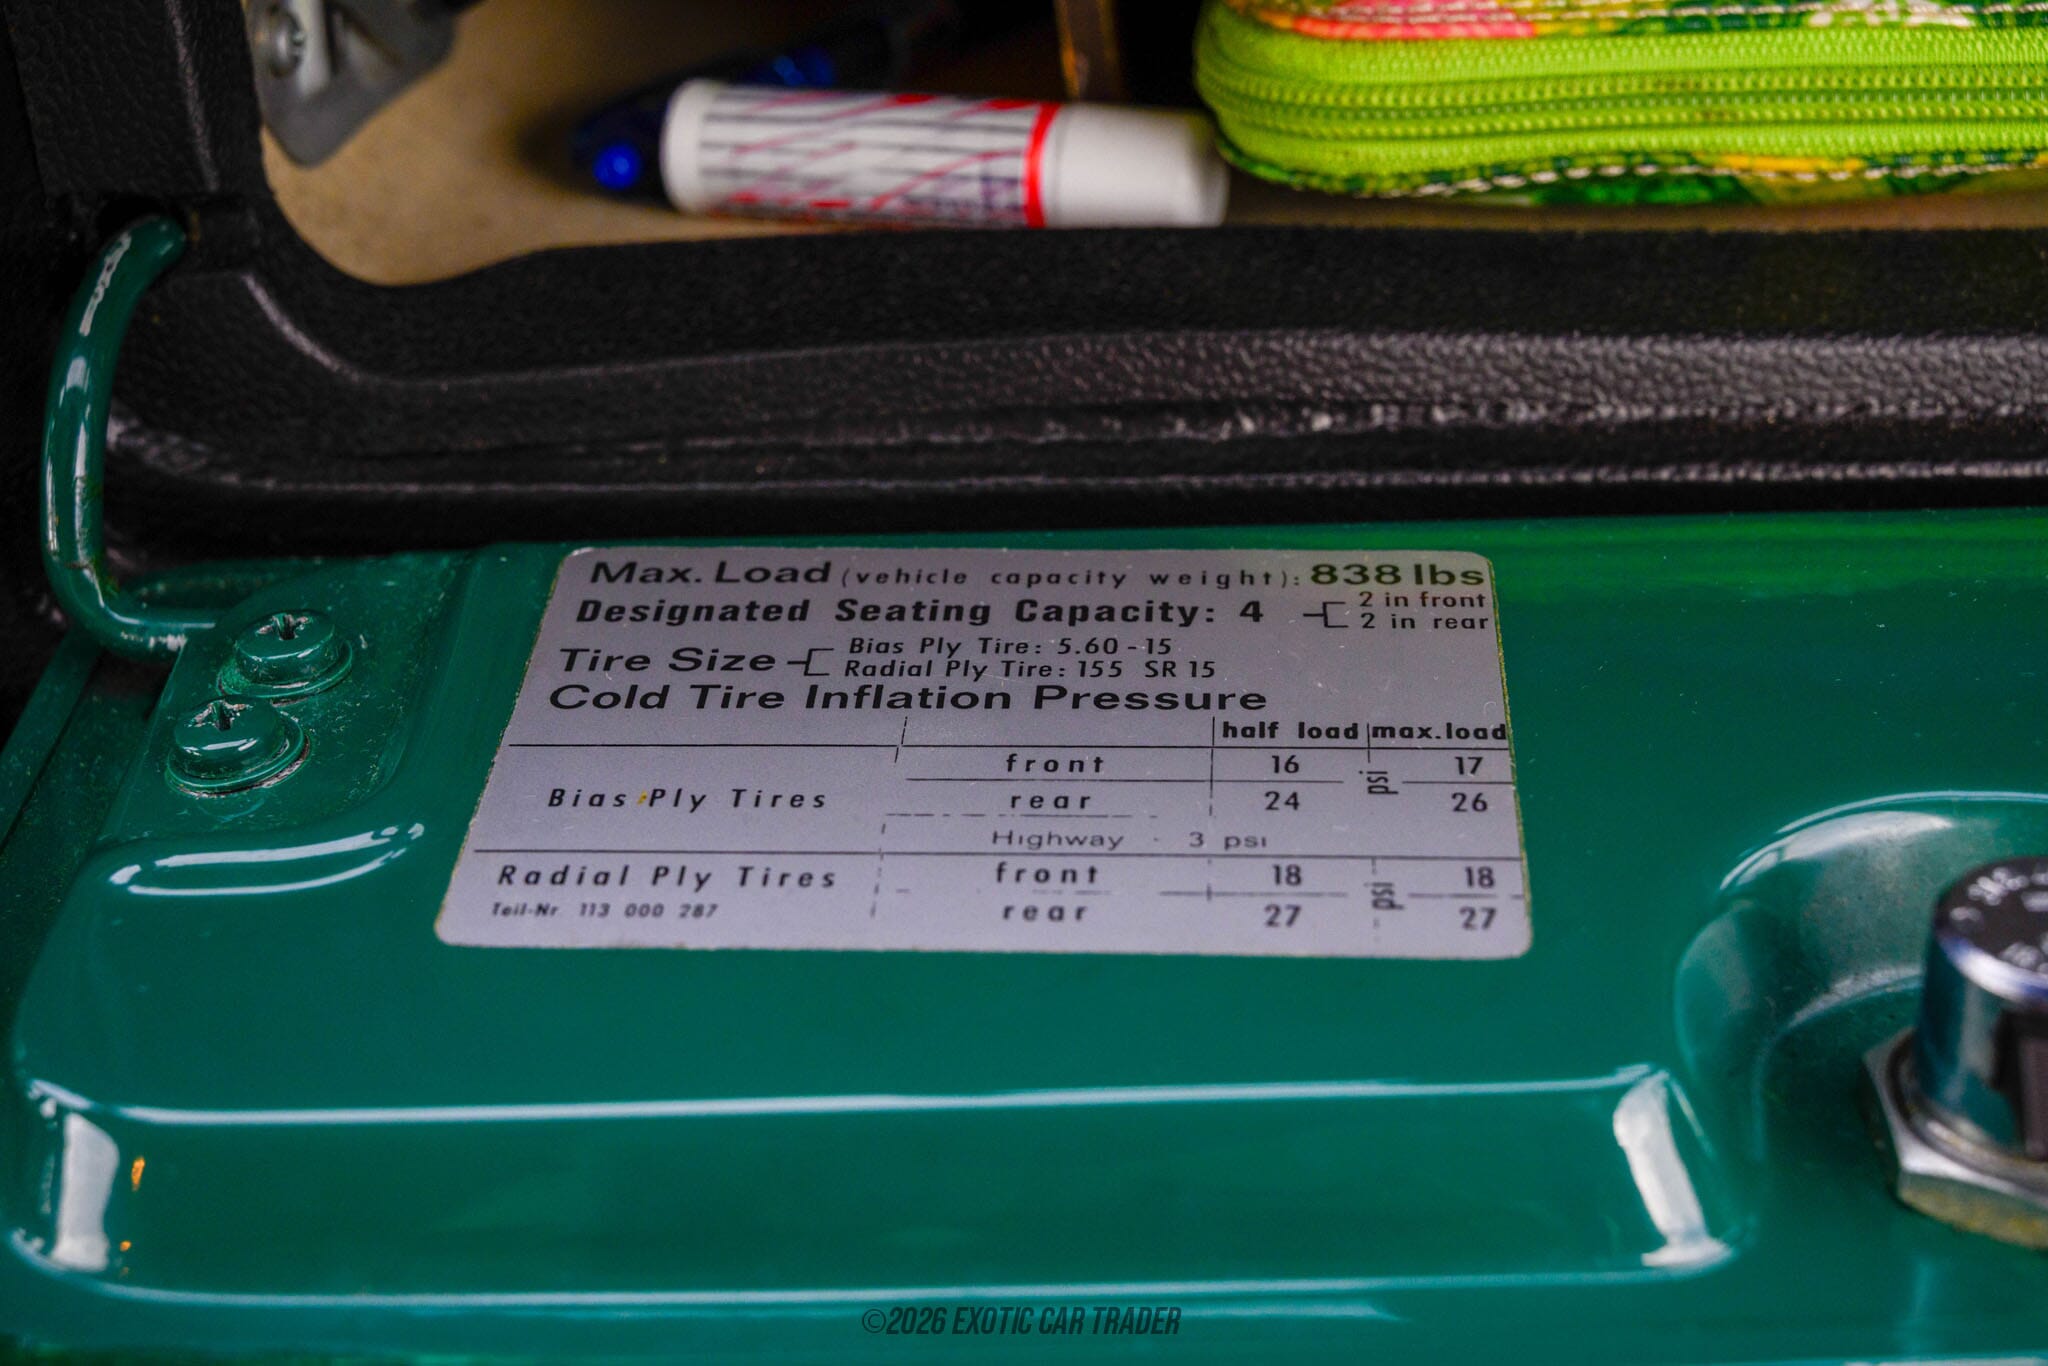 Max. Load (vehicle capacity weight): 838 lbs
Designated Seating Capacity: 4
2 in front
2 in rear
Tire Size
Bias Ply Tire: 5.60-15
Radial Ply Tire: 155 SR 15
Cold Tire Inflation Pressure
half load max. load
Bias Ply Tires
front 16 psi 17
rear 24 26
Highway 3 psi
Radial Ply Tires front 18 psi 18
Teil-Nr. 113 000 287 rear 27 27
©2026 EXOTIC CAR TRADER